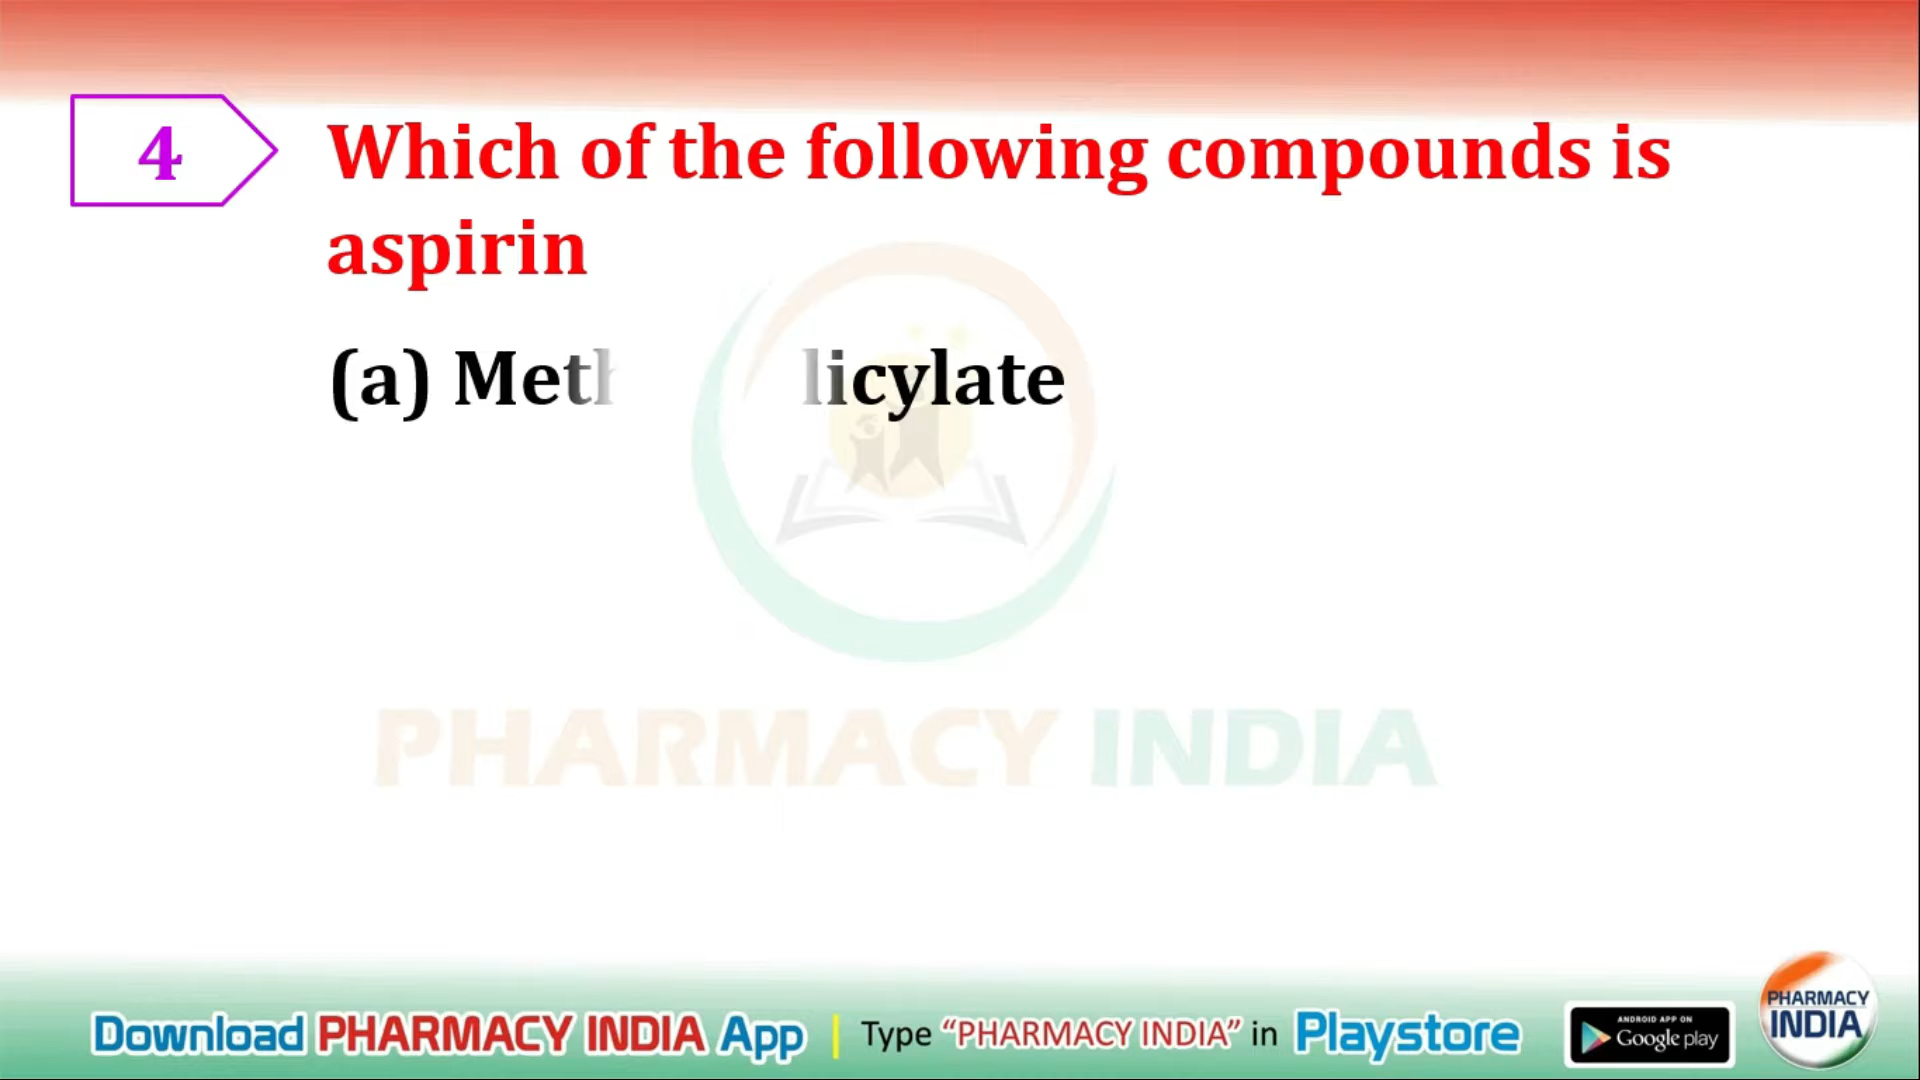 4
Which of the following compounds is
aspirin
(a) Meth licylate
PHARMACY INDIA
Download PHARMACY INDIA App | Type “PHARMACY INDIA” in Playstore
ANDROID APP ON
Google play
PHARMACY
INDIA